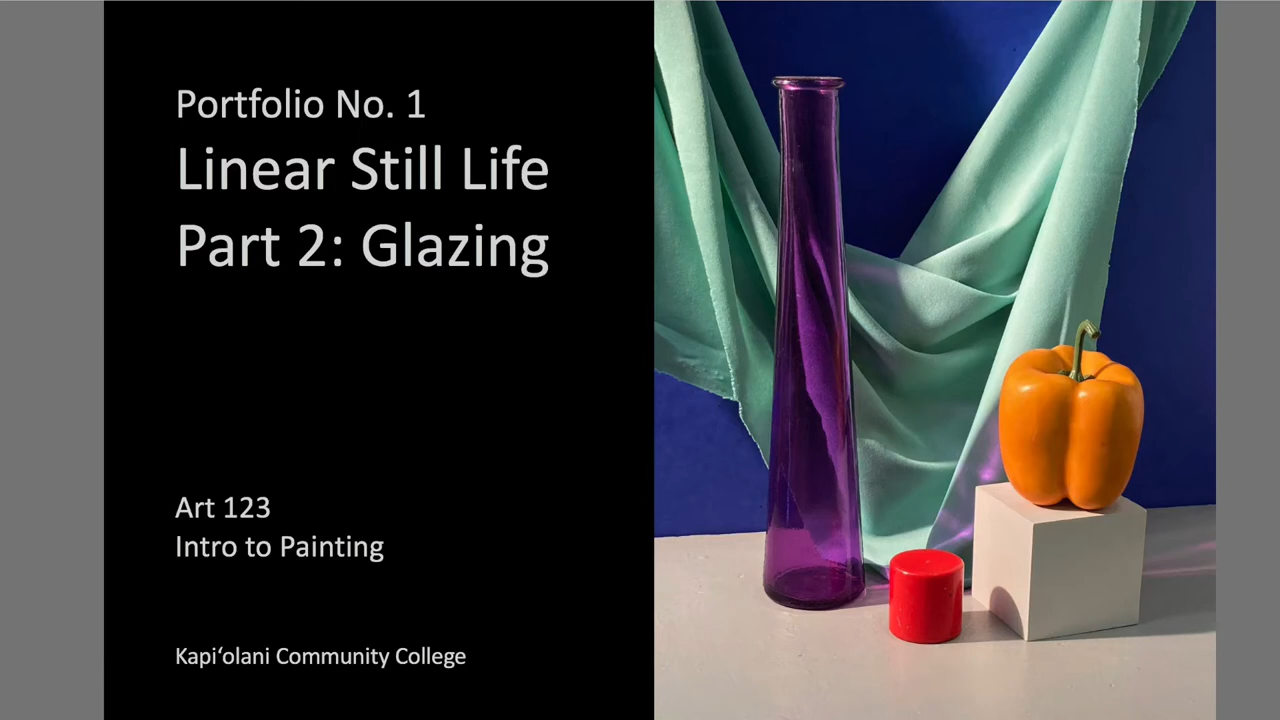 Portfolio No. 1
Linear Still Life
Part 2: Glazing
Art 123
Intro to Painting
Kapiʻolani Community College